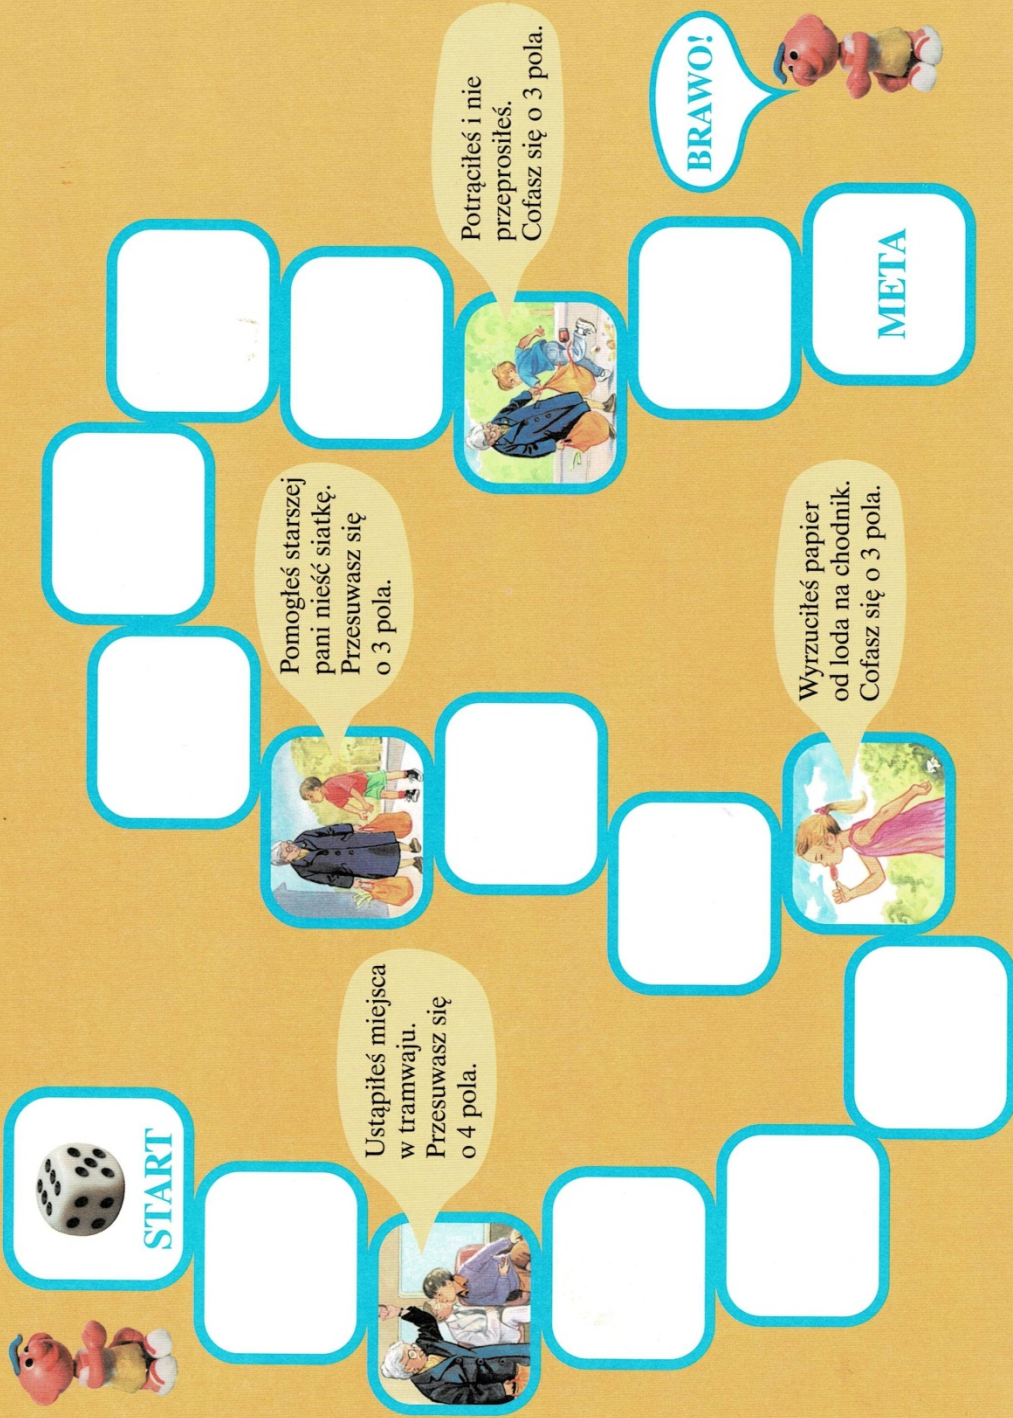 START
Ustąpiłeś miejsca
w tramwaju.
Przesuwasz się
o 4 pola.
Wyrzuciłeś papier
od loda na chodnik.
Cofasz się o 3 pola.
Pomogłeś starszej
pani nieść siatkę.
Przesuwasz się
o 3 pola.
Potrąciłeś i nie
przeprosiłeś.
Cofasz się o 3 pola.
META
BRAWO!